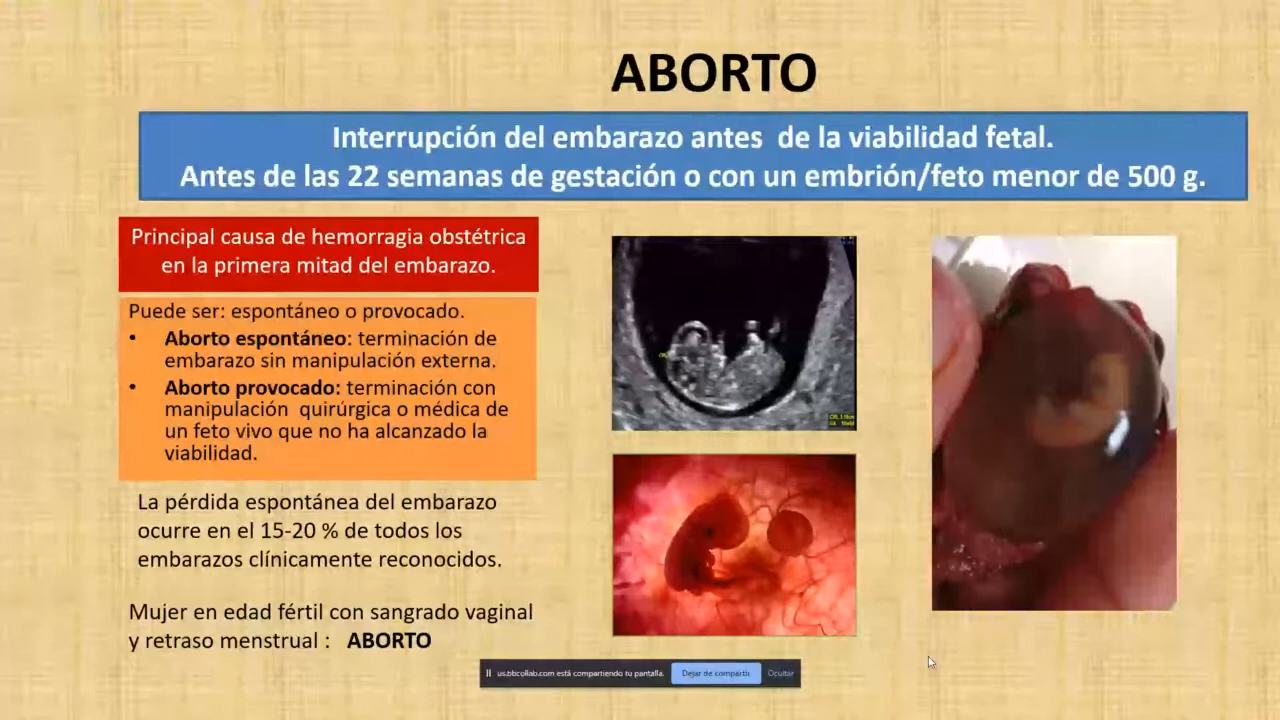 ABORTO
Interrupción del embarazo antes de la viabilidad fetal.
Antes de las 22 semanas de gestación o con un embrión/feto menor de 500 g.
Principal causa de hemorragia obstétrica
en la primera mitad del embarazo.
Puede ser: espontáneo o provocado.
• Aborto espontáneo: terminación de
embarazo sin manipulación externa.
• Aborto provocado: terminación con
manipulación quirúrgica o médica de
un feto vivo que no ha alcanzado la
viabilidad.
La pérdida espontánea del embarazo
ocurre en el 15-20 % de todos los
embarazos clínicamente reconocidos.
Mujer en edad fértil con sangrado vaginal
y retraso menstrual : ABORTO
us.bbcollab.com está compartiendo tu pantalla.
Dejar de compartir
Ocultar